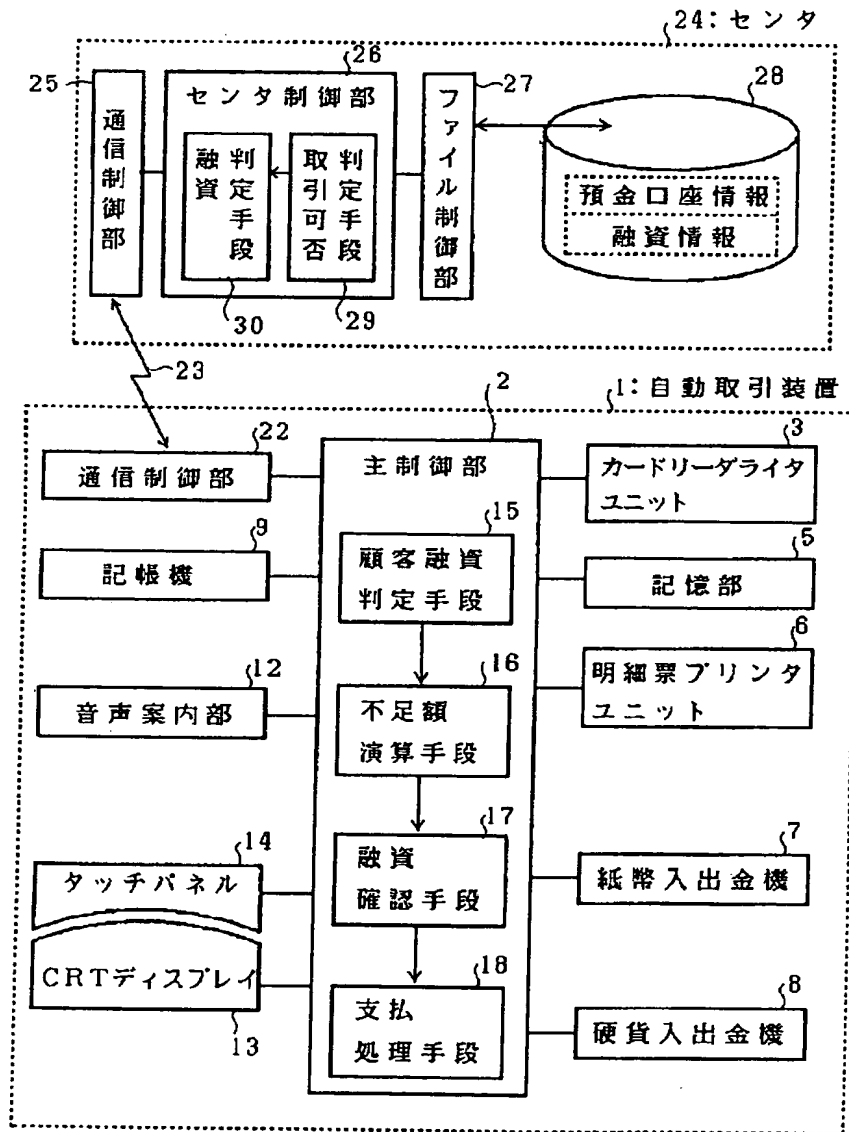 24:センタ
25
通信制御部
26
センタ制御部
融資
判定手段
30
取引可否
判定手段
29
27
ファイル制御部
28
預金口座情報
融資情報
23
1:自動取引装置
2
主制御部
22
通信制御部
9
記帳機
12
音声案内部
14
タッチパネル
CRTディスプレイ
13
15
顧客融資
判定手段
16
不足額
演算手段
17
融資
確認手段
18
支払
処理手段
3
カードリーダライタ
ユニット
5
記憶部
6
明細票プリンタ
ユニット
7
紙幣入出金機
8
硬貨入出金機